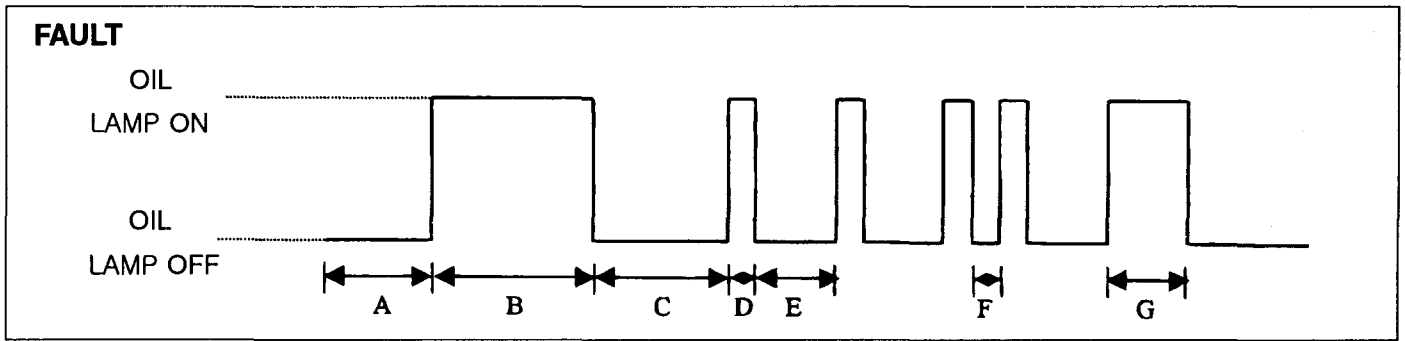 FAULT
OIL
LAMP ON
OIL
LAMP OFF
A B C D E F G